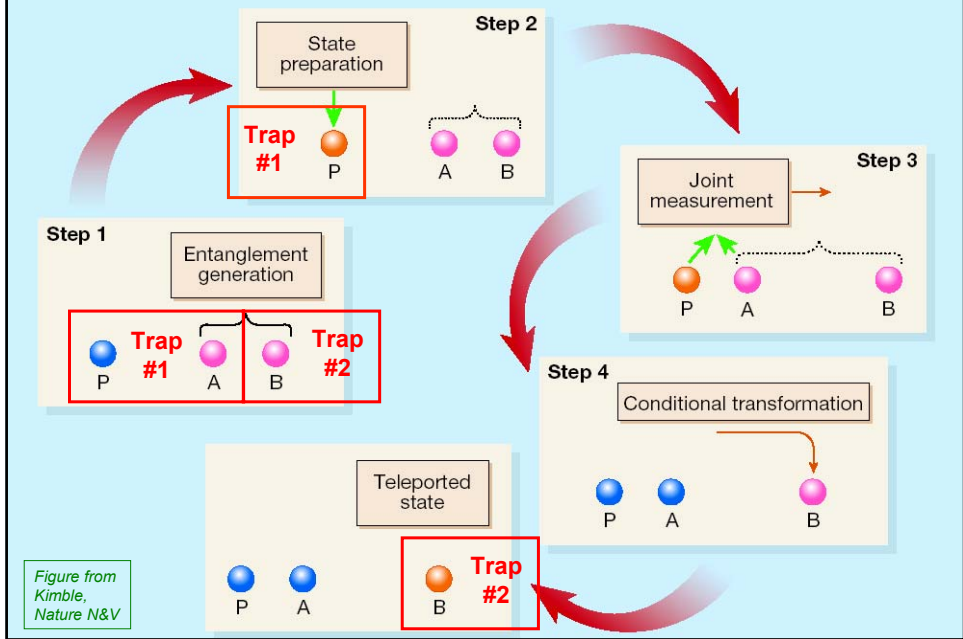 Step 1
Entanglement
generation
P
Trap
#1
A
B
Trap
#2
Step 2
State
preparation
Trap
#1
P
A
B
Step 3
Joint
measurement
P
A
B
Step 4
Conditional transformation
P
A
B
Teleported
state
P
A
B
Trap
#2
Figure from
Kimble,
Nature N&V